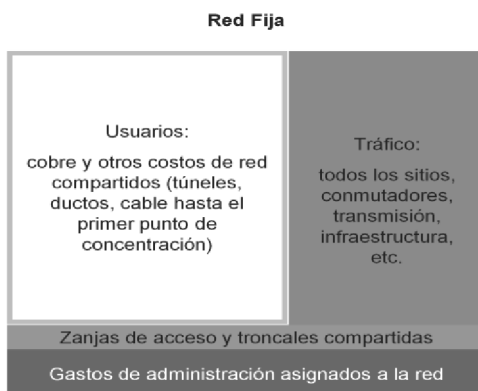 Red Fija
Usuarios:
cobre y otros costos de red
compartidos (túneles,
ductos, cable hasta el
primer punto de
concentración)
Tráfico:
todos los sitios,
conmutadores,
transmisión,
infraestructura,
etc.
Zanjas de acceso y troncales compartidas
Gastos de administración asignados a la red